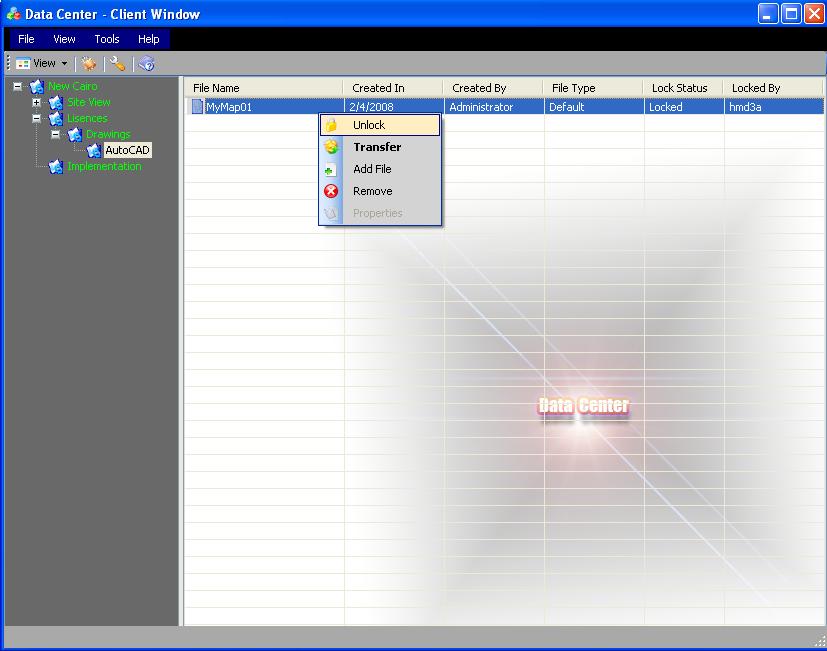 Data Center - Client Window
File View Tools Help
View
New Cairo
Site View
Lisences
Drawings
AutoCAD
Implementation
File Name Created In Created By File Type Lock Status Locked By
MyMap01 2/4/2008 Administrator Default Locked hmd3a
Unlock
Transfer
Add File
Remove
Properties
Data Center